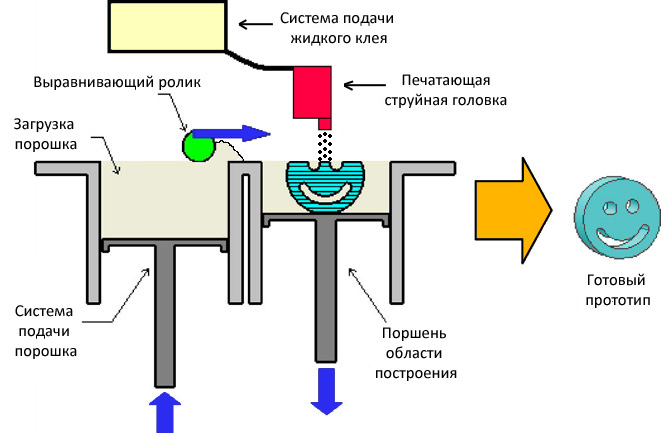 Система подачи
жидкого клея
Выравнивающий ролик
Печатающая
струйная головка
Загрузка
порошка
Готовый
прототип
Система
подачи
порошка
Поршень
области
построения